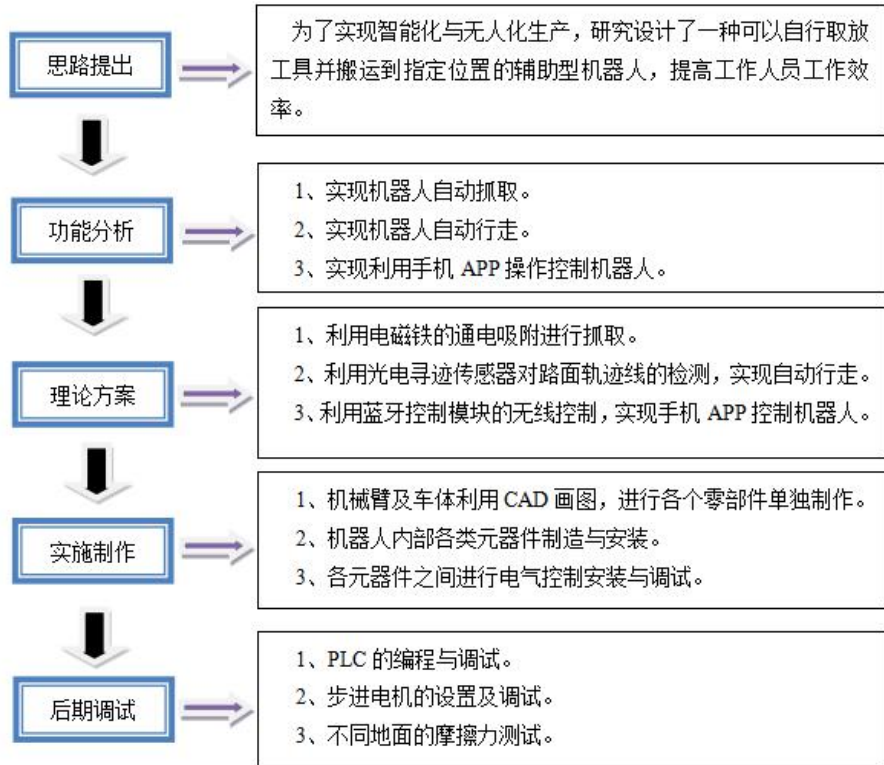 思路提出
为了实现智能化与无人化生产，研究设计了一种可以自行取放
工具并搬运到指定位置的辅助型机器人，提高工作人员工作效
率。
功能分析
1、实现机器人自动抓取。
2、实现机器人自动行走。
3、实现利用手机 APP 操作控制机器人。
理论方案
1、利用电磁铁的通电吸附进行抓取。
2、利用光电寻迹传感器对路面轨迹线的检测，实现自动行走。
3、利用蓝牙控制模块的无线控制，实现手机 APP 控制机器人。
实施制作
1、机械臂及车体利用 CAD 画图，进行各个零部件单独制作。
2、机器人内部各类元器件制造与安装。
3、各元器件之间进行电气控制安装与调试。
后期调试
1、PLC 的编程与调试。
2、步进电机的设置及调试。
3、不同地面的摩擦力测试。